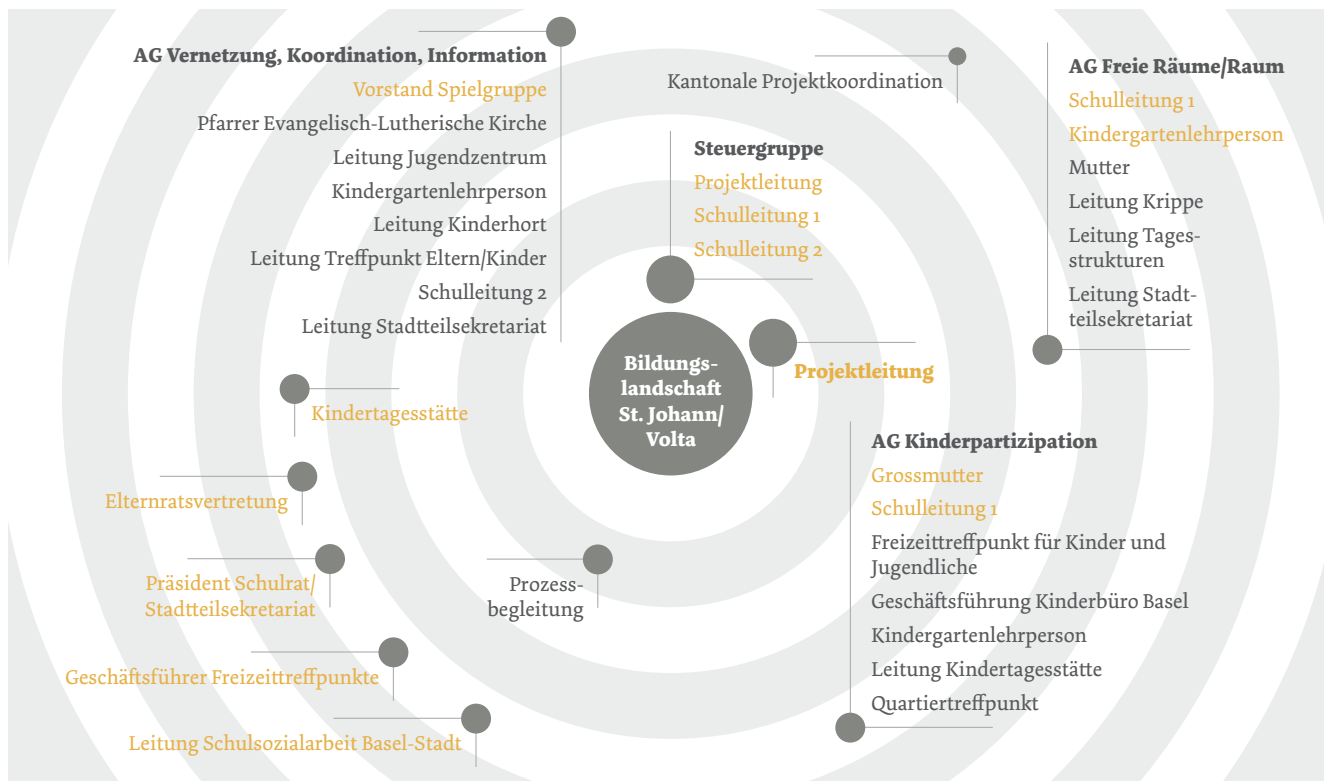 AG Vernetzung, Koordination, Information
Vorstand Spielgruppe
Pfarrer Evangelisch-Lutherische Kirche
Leitung Jugendzentrum
Kindergartenlehrperson
Leitung Kinderhort
Leitung Treffpunkt Eltern/Kinder
Schulleitung 2
Leitung Stadtteilsekretariat
Kantonale Projektkoordination
Steuergruppe
Projektleitung
Schulleitung 1
Schulleitung 2
AG Freie Räume/Raum
Schulleitung 1
Kindergartenlehrperson
Mutter
Leitung Krippe
Leitung Tages-
strukturen
Leitung Stadt-
teilsekretariat
Bildungs-
landschaft
St. Johann/
Volta
Projektleitung
Kindertagesstätte
Elternratsvertretung
Präsident Schulrat/
Stadtteilsekretariat
Geschäftsführer Freizeittreffpunkte
Leitung Schulsozialarbeit Basel-Stadt
Prozess-
begleitung
AG Kinderpartizipation
Grossmutter
Schulleitung 1
Freizeittreffpunkt für Kinder und
Jugendliche
Geschäftsführung Kinderbüro Basel
Kindergartenlehrperson
Leitung Kindertagesstätte
Quartiertreffpunkt